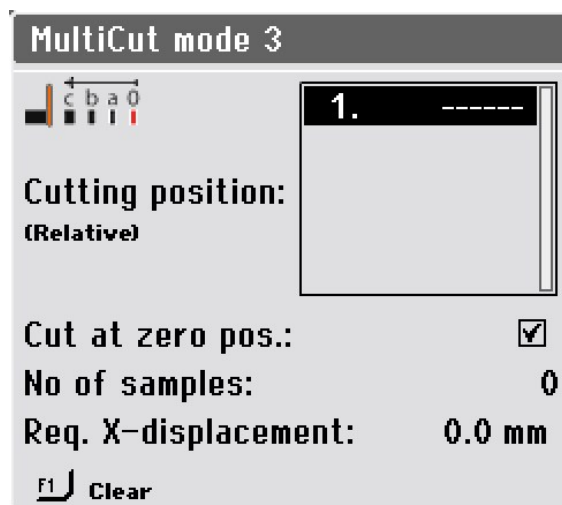 MultiCut mode 3
c b a 0
1. ------
Cutting position:
(Relative)
Cut at zero pos.:
No of samples: 0
Req. X-displacement: 0.0 mm
F1 Clear